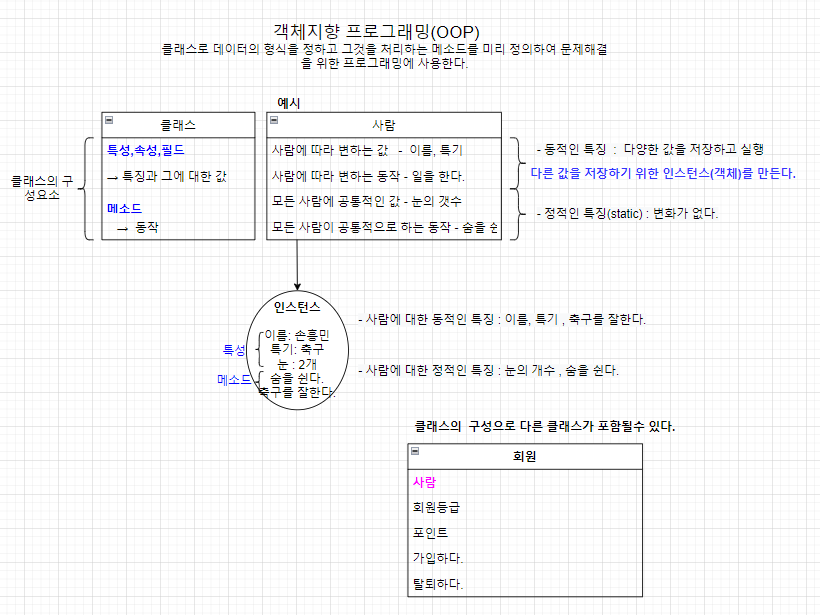 객체지향 프로그래밍(OOP)
클래스로 데이터의 형식을 정하고 그것을 처리하는 메소드를 미리 정의하여 문제해결
을 위한 프로그래밍에 사용한다.
예시
클래스
특성,속성,필드
→ 특징과 그에 대한 값
메소드
→ 동작
클래스의 구
성요소
사람
사람에 따라 변하는 값 - 이름, 특기
사람에 따라 변하는 동작 - 일을 한다.
모든 사람에 공통적인 값 - 눈의 갯수
모든 사람이 공통적으로 하는 동작 - 숨을 쉰
- 동적인 특징 : 다양한 값을 저장하고 실행
다른 값을 저장하기 위한 인스턴스(객체)를 만든다.
- 정적인 특징(static) : 변화가 없다.
인스턴스
이름: 손흥민
특기: 축구
눈 : 2개
숨을 쉰다.
축구를 잘한다.
특성
메소드
- 사람에 대한 동적인 특징 : 이름, 특기 , 축구를 잘한다.
- 사람에 대한 정적인 특징 : 눈의 개수 , 숨을 쉰다.
클래스의 구성으로 다른 클래스가 포함될수 있다.
회원
사람
회원등급
포인트
가입하다.
탈퇴하다.